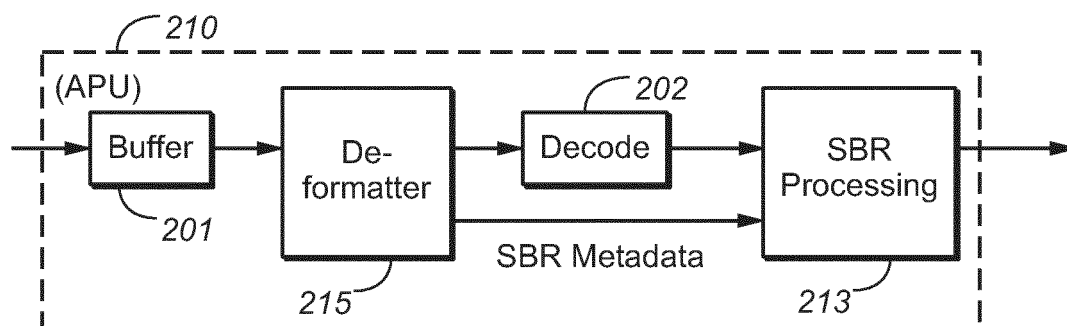 210
(APU)
Buffer
201
De-
formatter
215
202
Decode
SBR Metadata
SBR
Processing
213